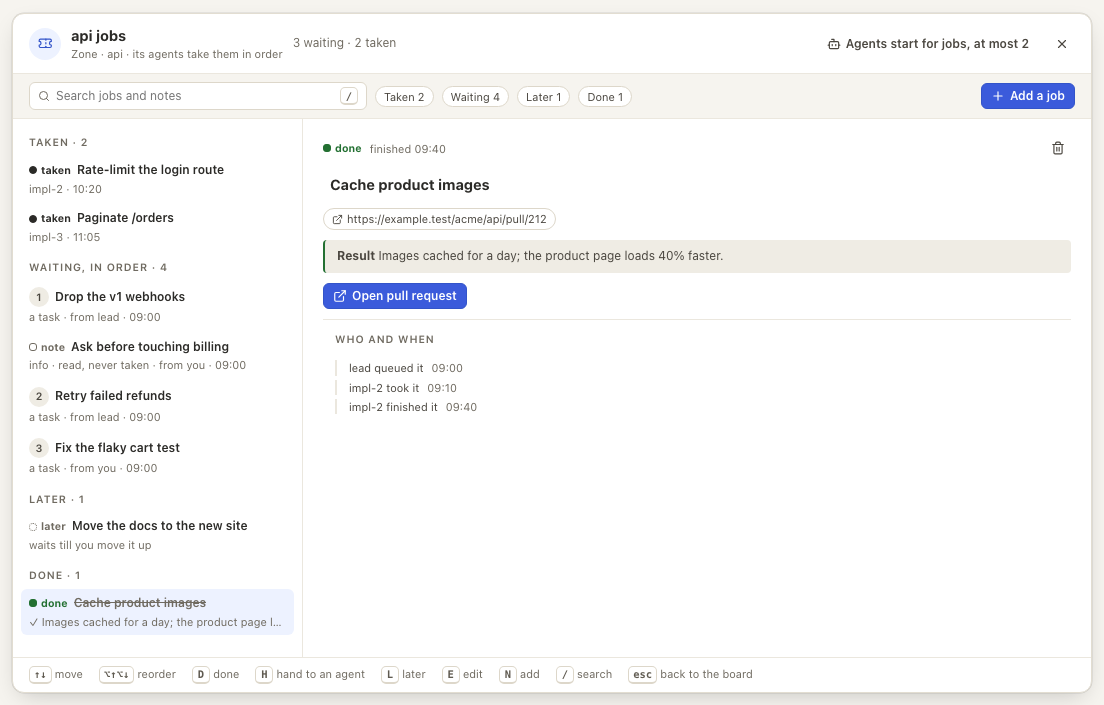 api jobs
Zone · api · its agents take them in order
3 waiting · 2 taken
Agents start for jobs, at most 2
Search jobs and notes /
Taken 2
Waiting 4
Later 1
Done 1
Add a job
TAKEN · 2
taken Rate-limit the login route
impl-2 · 10:20
taken Paginate /orders
impl-3 · 11:05
WAITING, IN ORDER · 4
1 Drop the v1 webhooks
a task · from lead · 09:00
note Ask before touching billing
info · read, never taken · from you · 09:00
2 Retry failed refunds
a task · from lead · 09:00
3 Fix the flaky cart test
a task · from you · 09:00
LATER · 1
later Move the docs to the new site
waits till you move it up
DONE · 1
done Cache product images
✓ Images cached for a day; the product page l...
done finished 09:40
Cache product images
https://example.test/acme/api/pull/212
Result Images cached for a day; the product page loads 40% faster.
Open pull request
WHO AND WHEN
lead queued it 09:00
impl-2 took it 09:10
impl-2 finished it 09:40
↑↓ move ⌥↑⌥↓ reorder D done H hand to an agent L later E edit N add / search esc back to the board